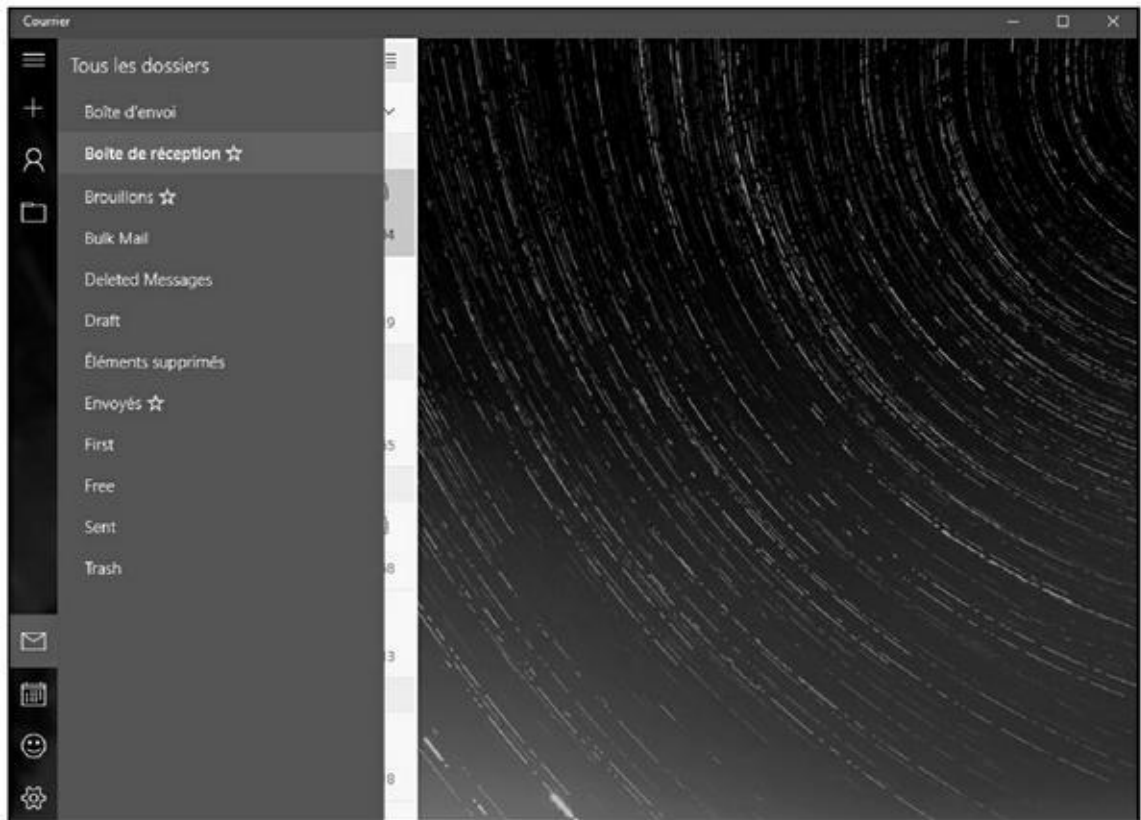 Courrier
Tous les dossiers
Boîte d'envoi
Boîte de réception
Brouillons
Bulk Mail
Deleted Messages
Draft
Éléments supprimés
Envoyés
First
Free
Sent
Trash